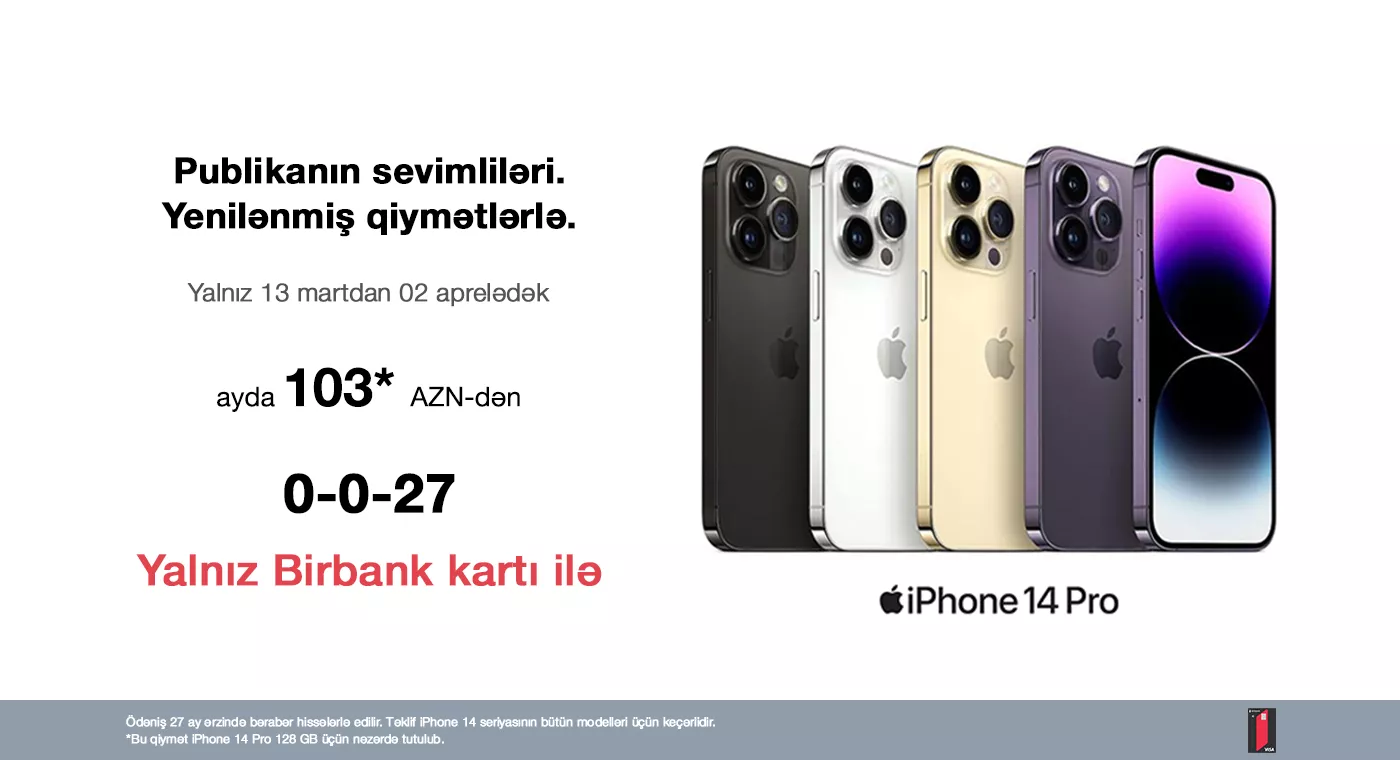 Publikanın sevimliləri.
Yenilənmiş qiymətlərlə.
Yalnız 13 martdan 02 aprelədək
ayda 103* AZN-dən
0-0-27
Yalnız Birbank kartı ilə
iPhone 14 Pro
Ödəniş 27 ay ərzində bərabər hissələrlə edilir. Təklif iPhone 14 seriyasının bütün modelləri üçün keçərlidir.
*Bu qiymət iPhone 14 Pro 128 GB üçün nəzərdə tutulub.
VISA